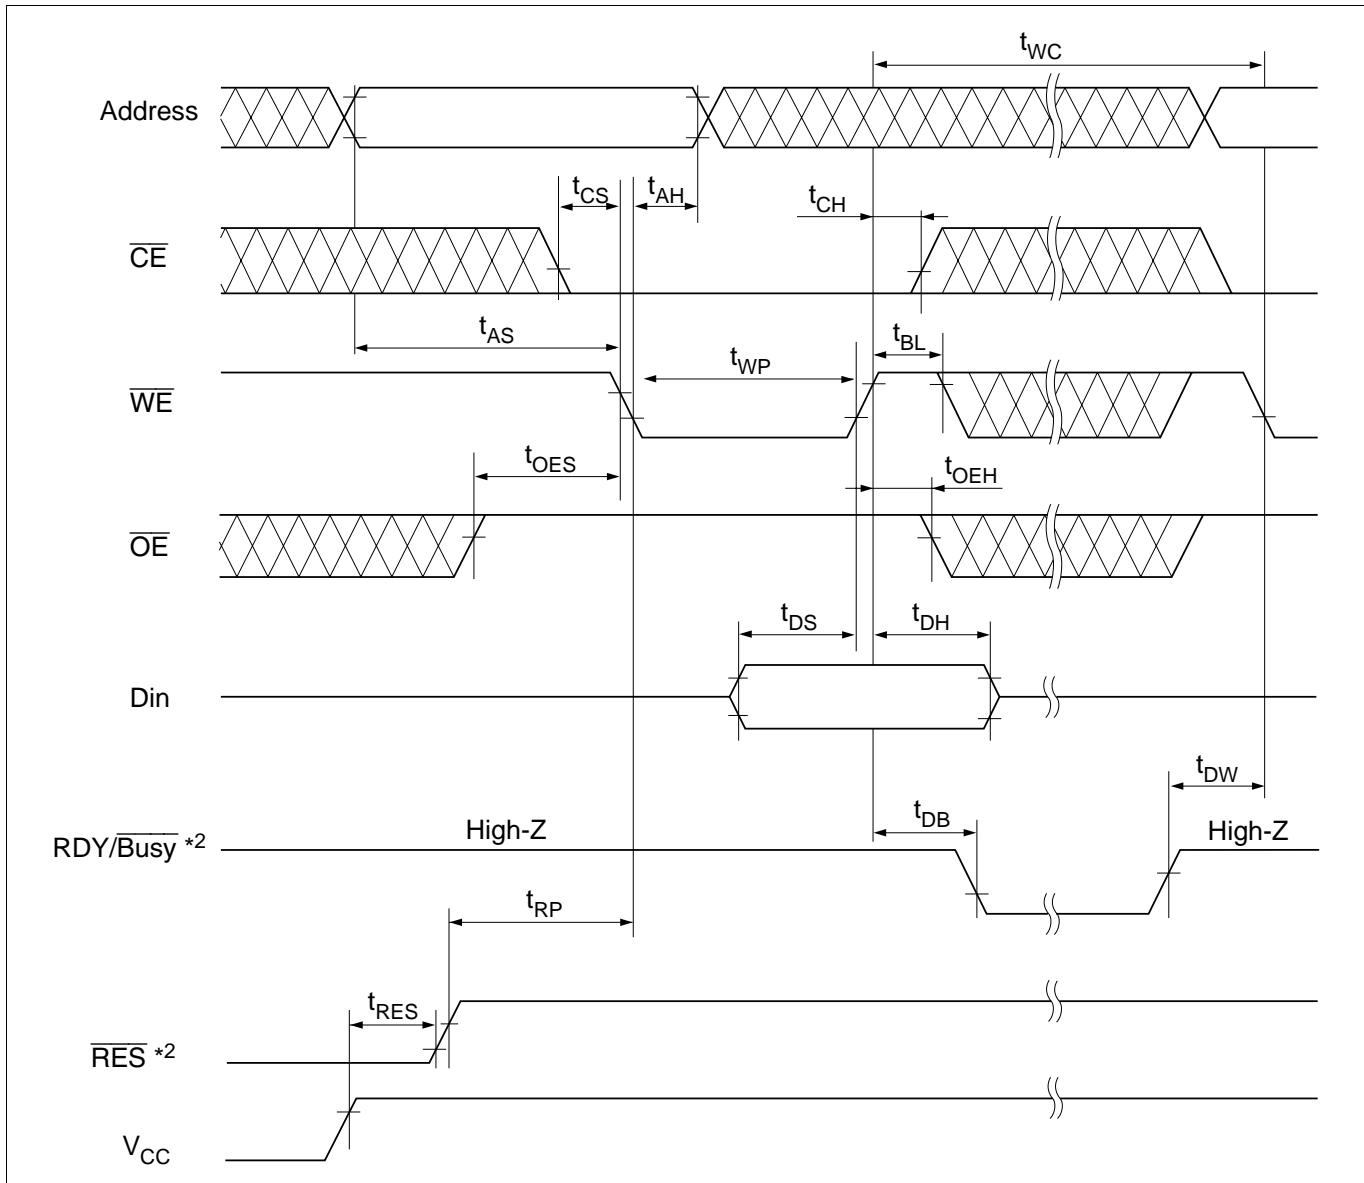 tWC
Address
tCS
tAH
tCH
CE
tAS
tBL
tWP
WE
tOES
tOEH
OE
tDS
tDH
Din
tDW
tDB
High-Z
High-Z
RDY/Busy *2
tRP
tRES
RES *2
VCC